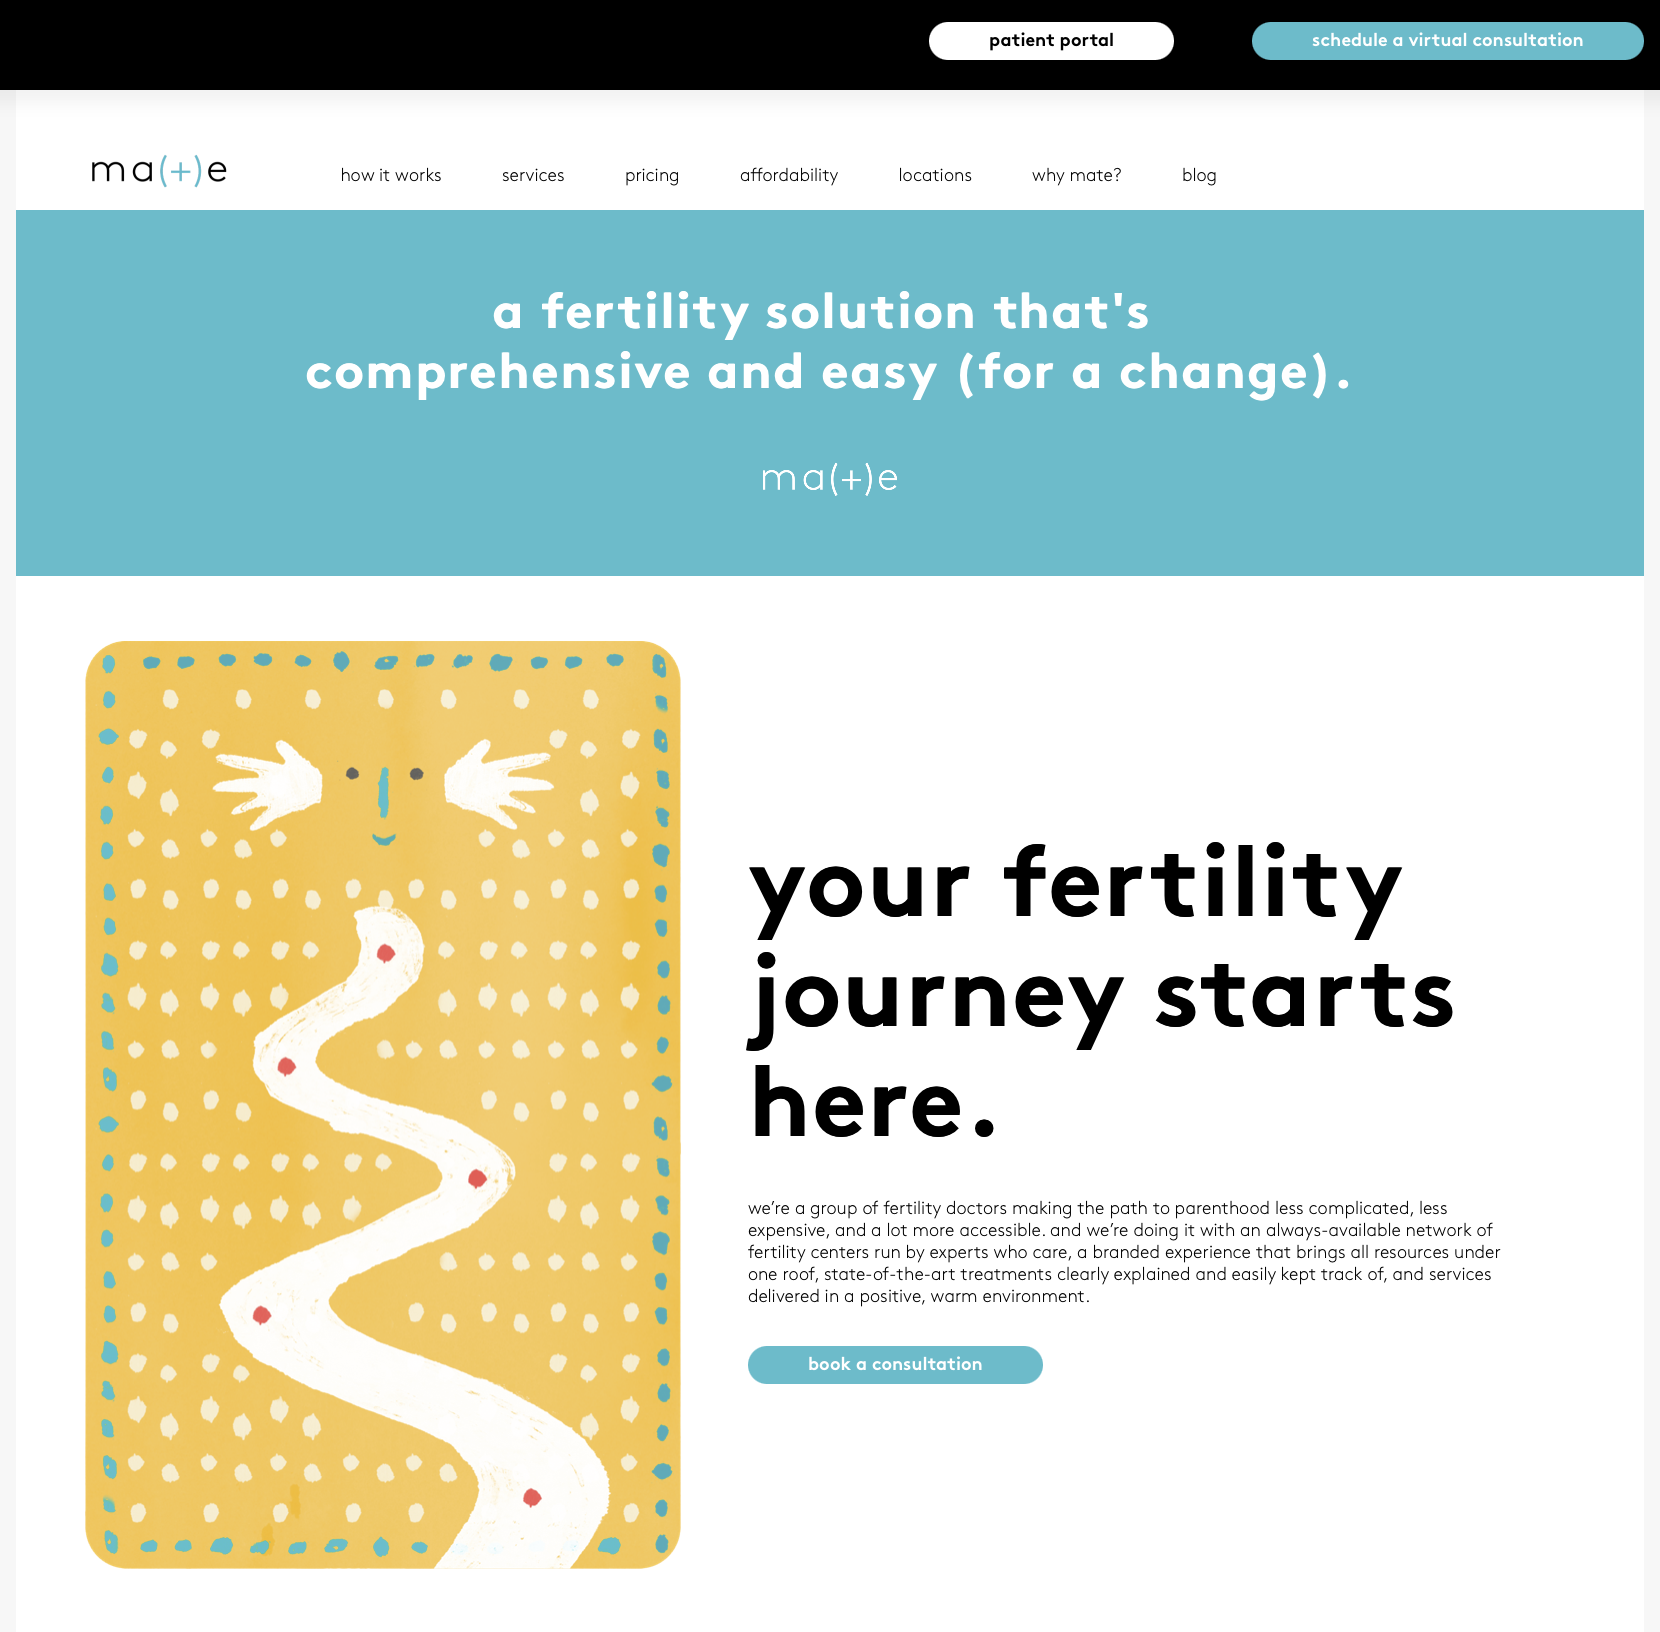 patient portal
schedule a virtual consultation
ma(+)e
how it works
services
pricing
affordability
locations
why mate?
blog
a fertility solution that's
comprehensive and easy (for a change).
ma(+)e
your fertility
journey starts
here.
we’re a group of fertility doctors making the path to parenthood less complicated, less
expensive, and a lot more accessible. and we’re doing it with an always-available network of
fertility centers run by experts who care, a branded experience that brings all resources under
one roof, state-of-the-art treatments clearly explained and easily kept track of, and services
delivered in a positive, warm environment.
book a consultation